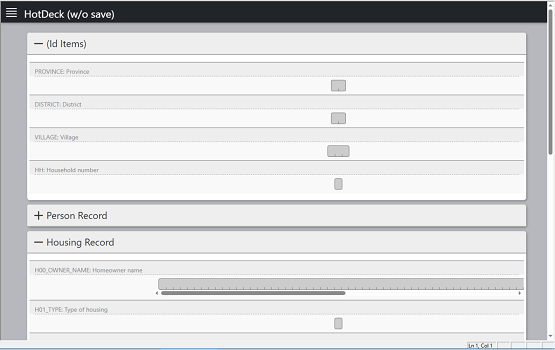 HotDeck (w/o save)
(Id Items)
PROVINCE: Province
DISTRICT: District
VILLAGE: Village
HH: Household number
Person Record
Housing Record
H00_OWNER_NAME: Homeowner name
H01_TYPE: Type of housing
Ln 1, Col 1